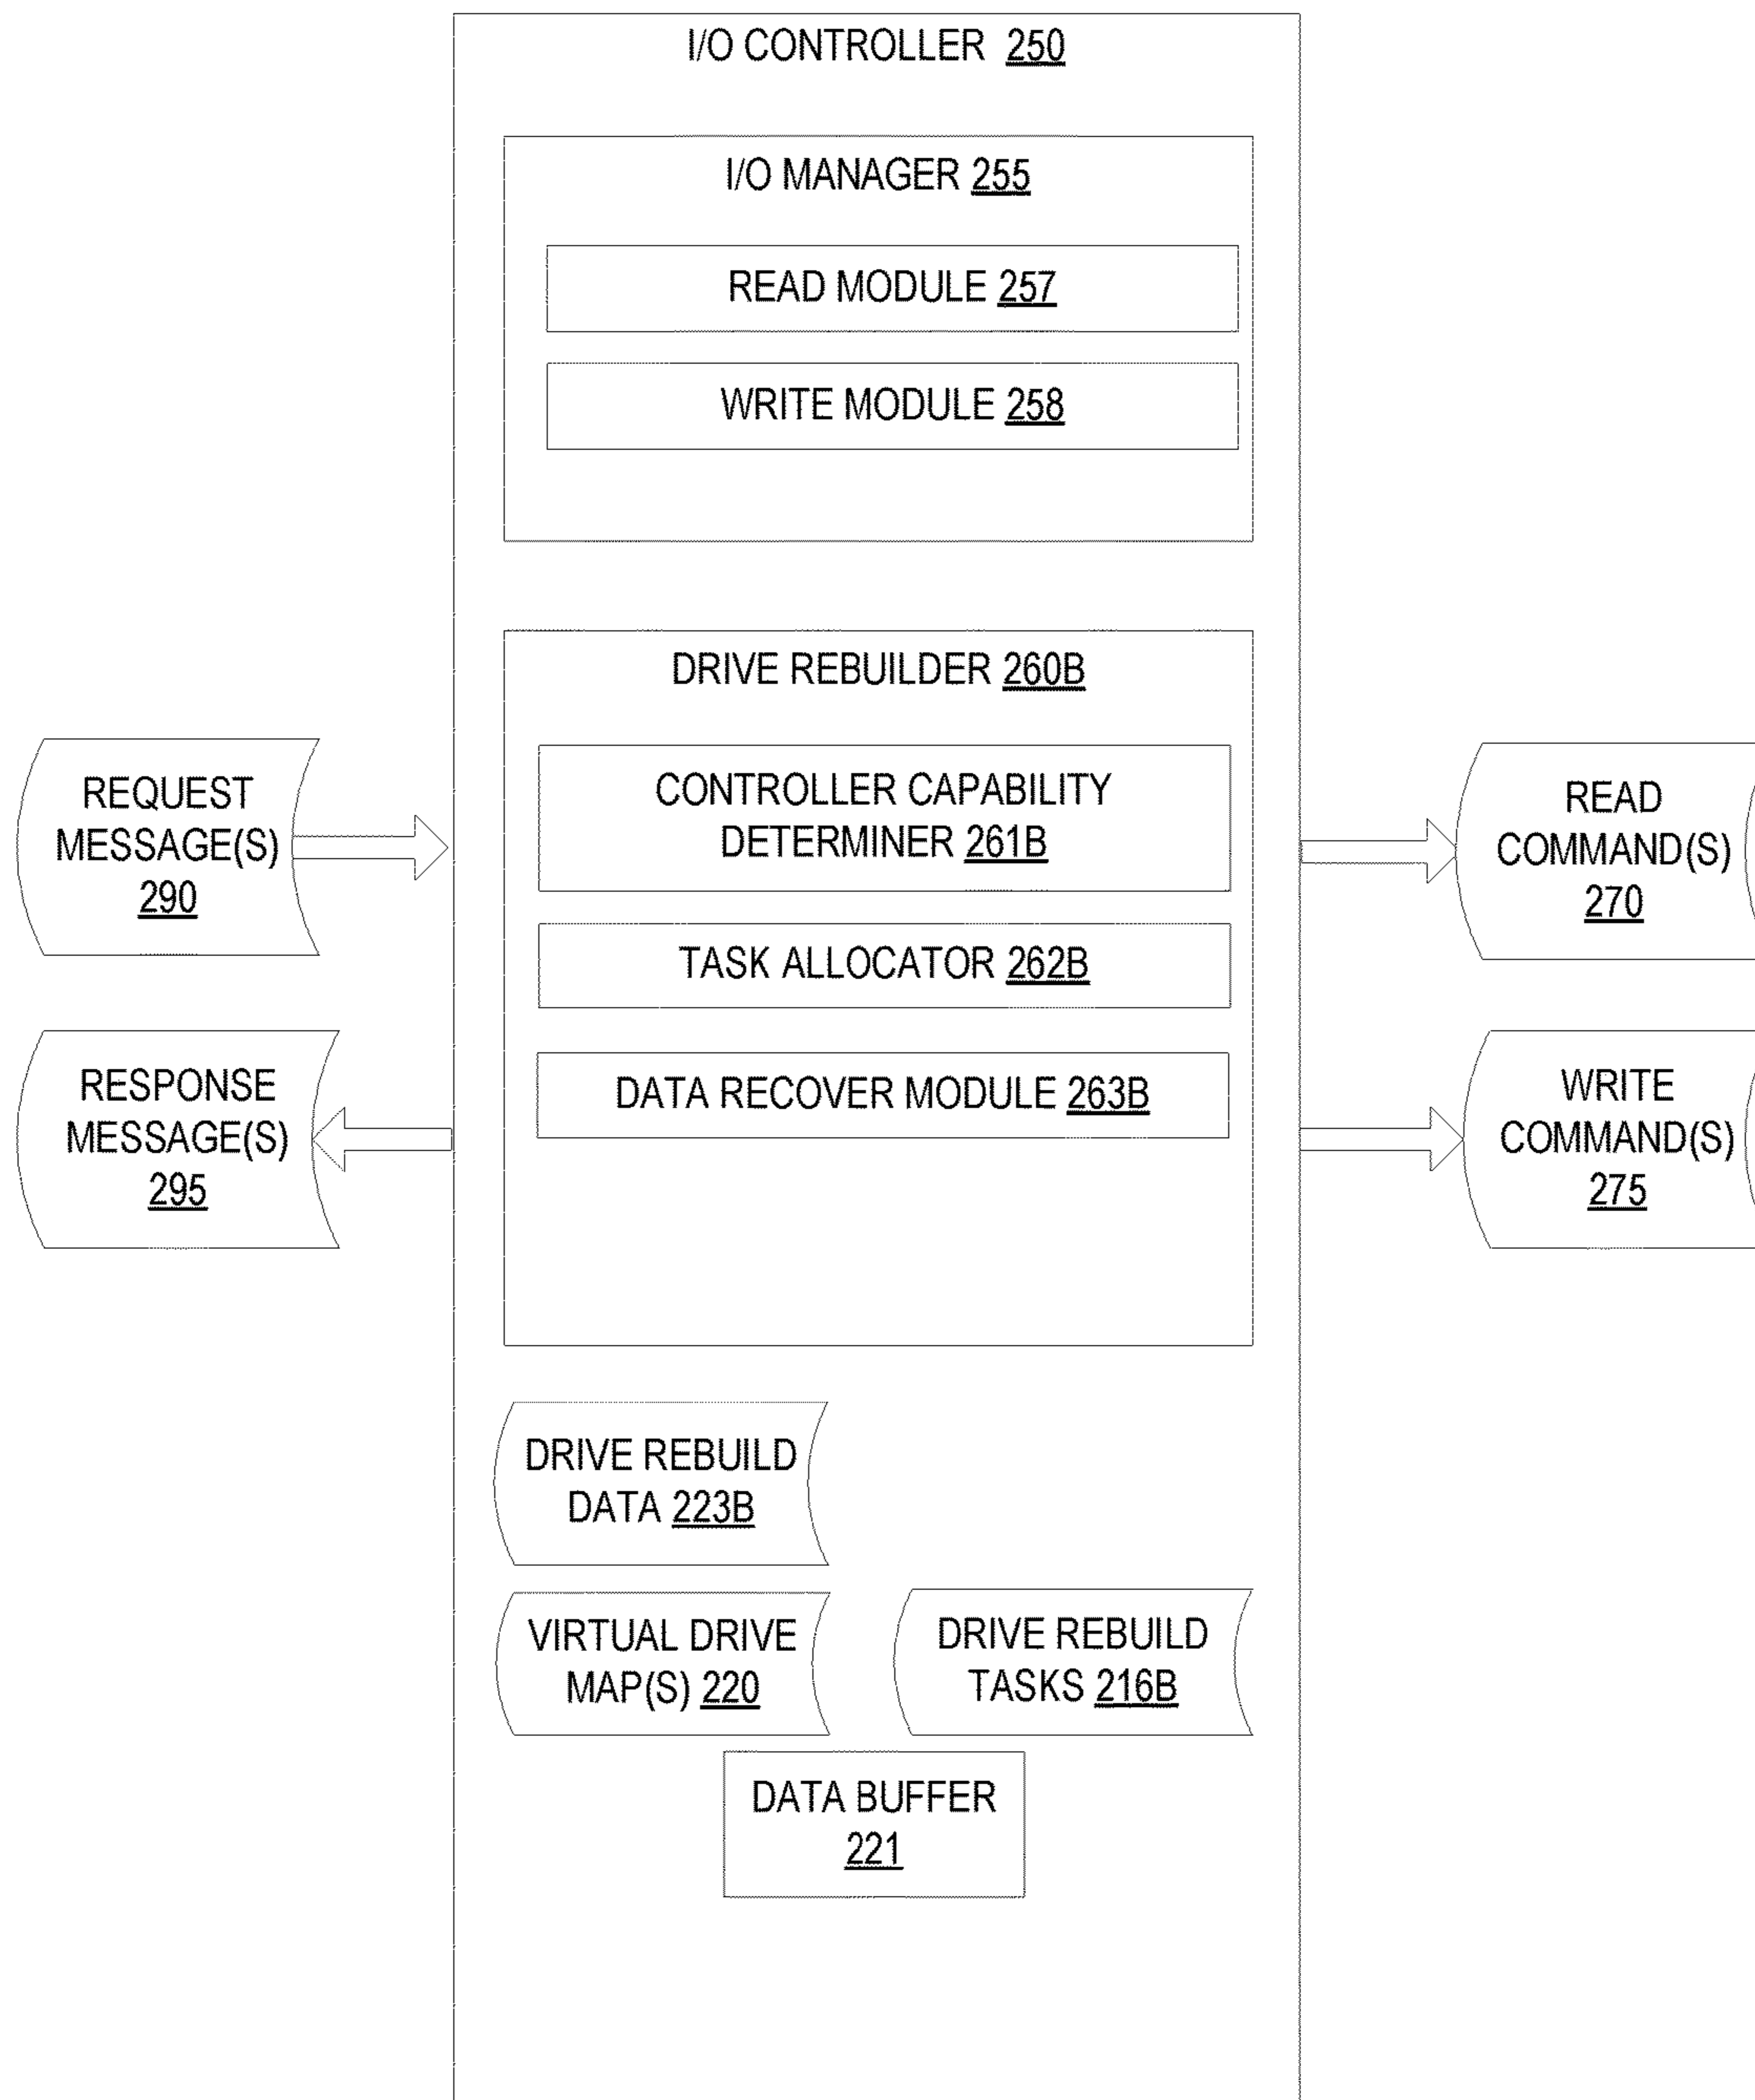 I/O CONTROLLER 250
I/O MANAGER 255
READ MODULE 257
WRITE MODULE 258
DRIVE REBUILDER 260B
CONTROLLER CAPABILITY
DETERMINER 261B
TASK ALLOCATOR 262B
DATA RECOVER MODULE 263B
REQUEST
MESSAGE(S)
290
RESPONSE
MESSAGE(S)
295
READ
COMMAND(S)
270
WRITE
COMMAND(S)
275
DRIVE REBUILD
DATA 223B
VIRTUAL DRIVE
MAP(S) 220
DRIVE REBUILD
TASKS 216B
DATA BUFFER
221